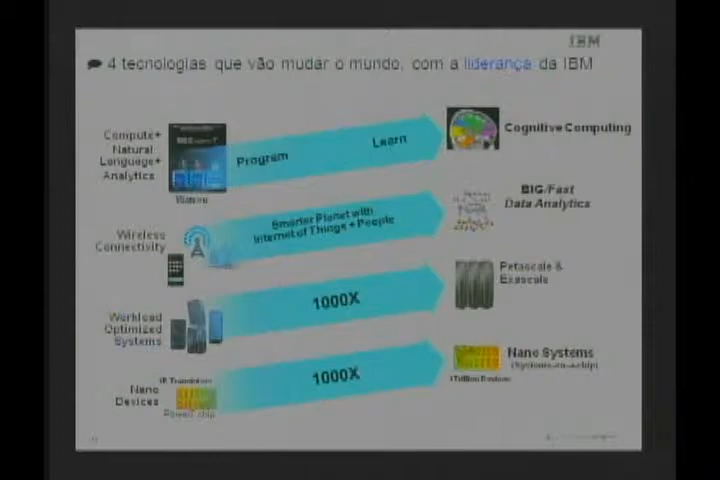 IBM
4 tecnologias que vão mudar o mundo, com a liderança da IBM
Compute+
Natural
Language+
Analytics
Watson
Program
Learn
Cognitive Computing
Wireless
Connectivity
Smarter Planet with
Internet of Things + People
BIG/Fast
Data Analytics
Workload
Optimized
Systems
1000X
Petascale &
Exascale
Nano
Devices
1000X
Nano Systems
(Systems-on-a-chip)